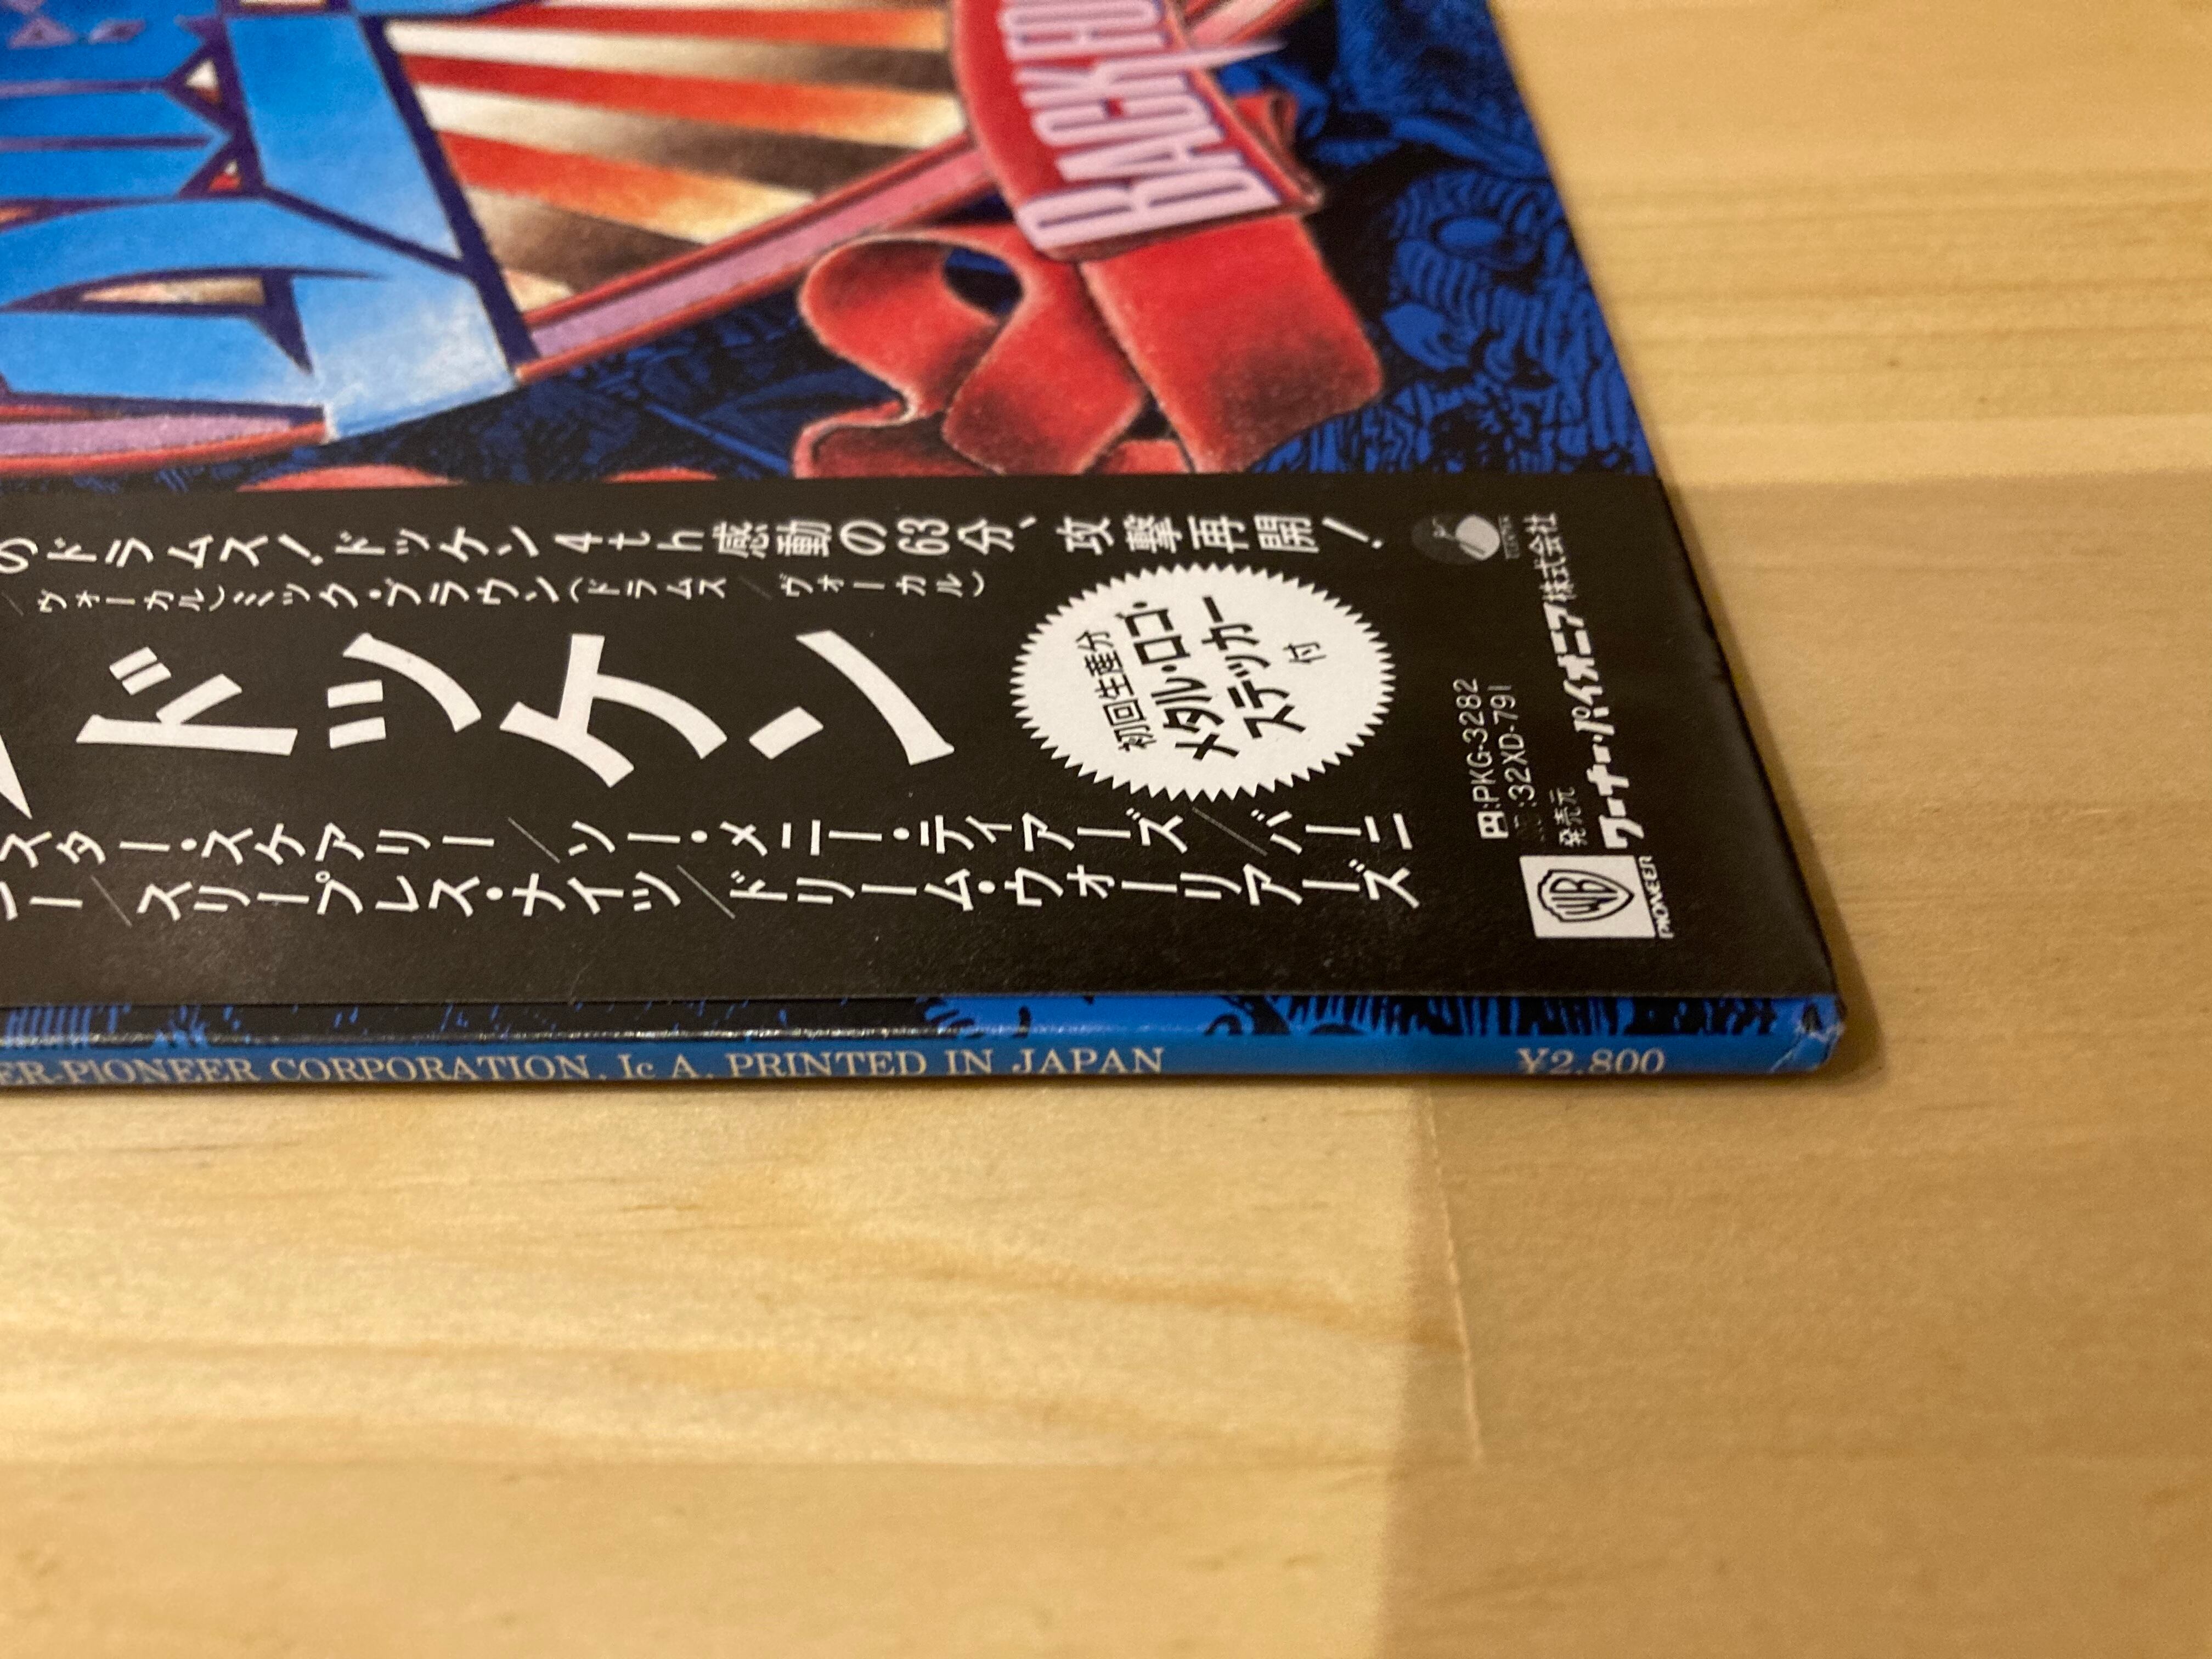 BACK FO
BACK
のドラムス!ドッケン4th感動の63分、攻撃再開!
/ヴォーカル)ミック・ブラウン(ドラムス/ヴォーカル)
ドッケン
初回生産分
メタル・ロゴ・
ステッカー
付
スター・スケアリー/ソー・メニー・ティアーズ/バーニ
ー/スリープレス・ナイツ/ドリーム・ウォーリアーズ
:PKG-3282
:32XD-791
発売元
ワーナー・パイオニア株式会社
WB
PIONEER
ER-PIONEER CORPORATION. Ic A. PRINTED IN JAPAN
¥2,800